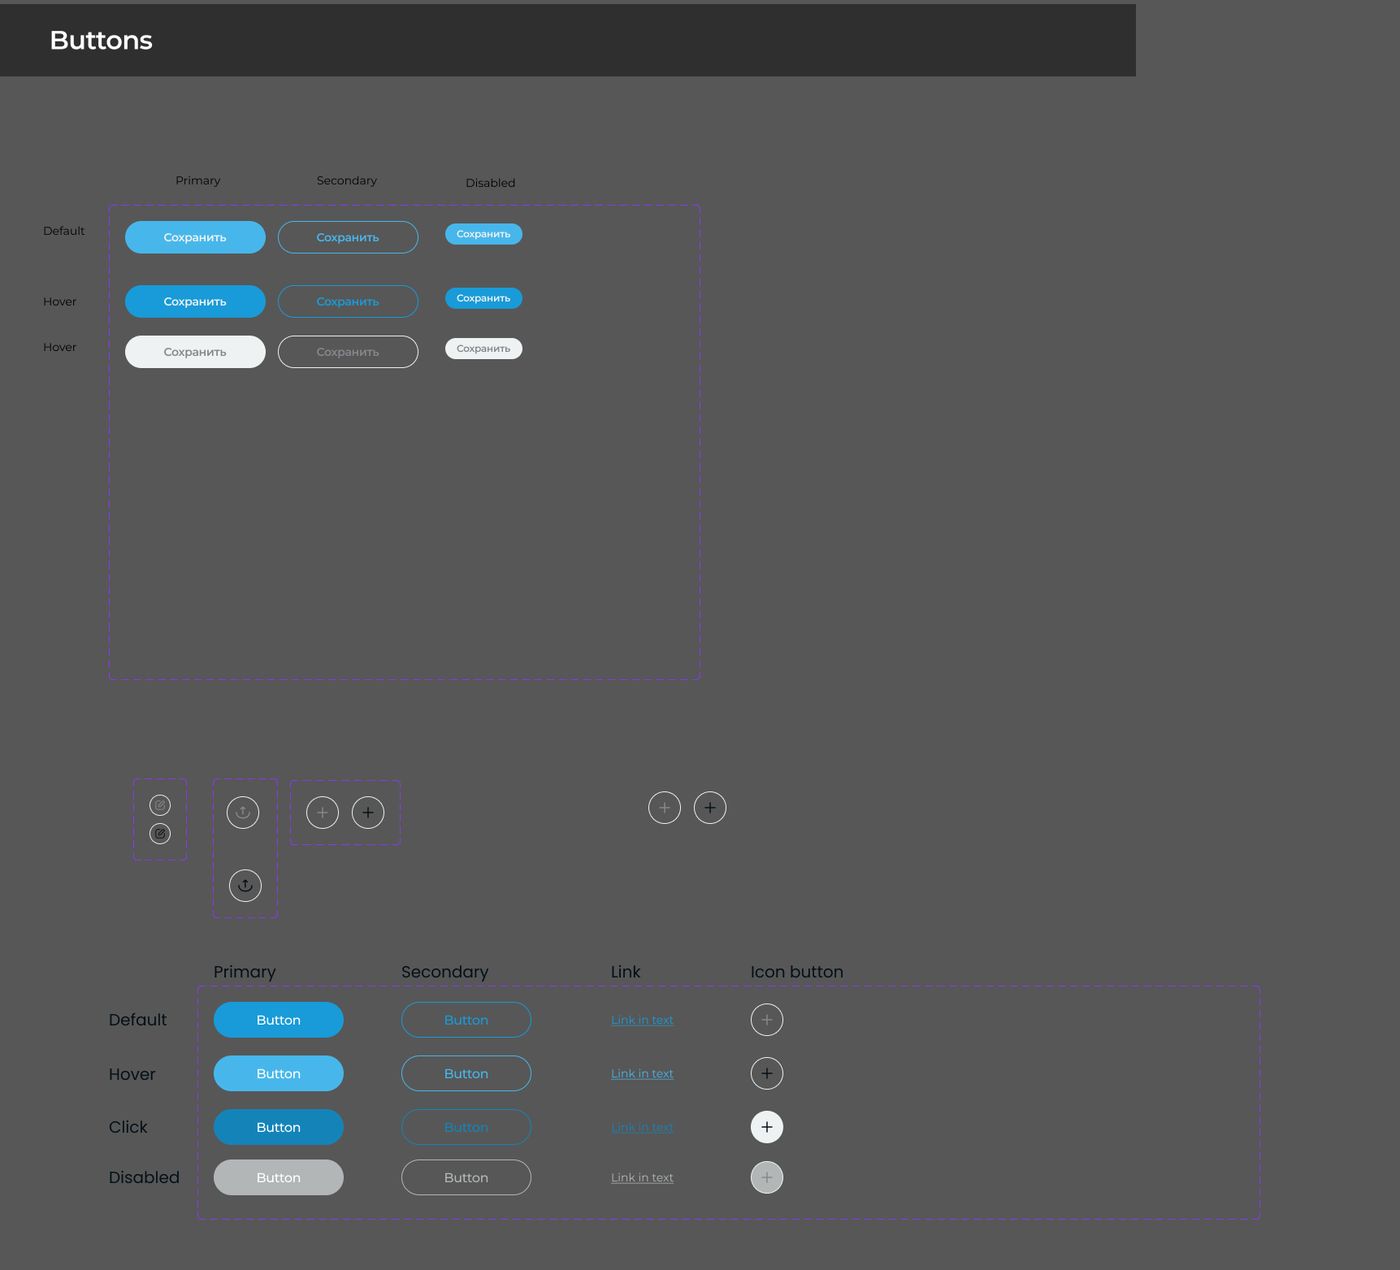 Buttons
Primary Secondary Disabled
Default Сохранить Сохранить Сохранить
Hover Сохранить Сохранить Сохранить
Hover Сохранить Сохранить Сохранить
Primary Secondary Link Icon button
Default Button Button Link in text
Hover Button Button Link in text
Click Button Button Link in text
Disabled Button Button Link in text